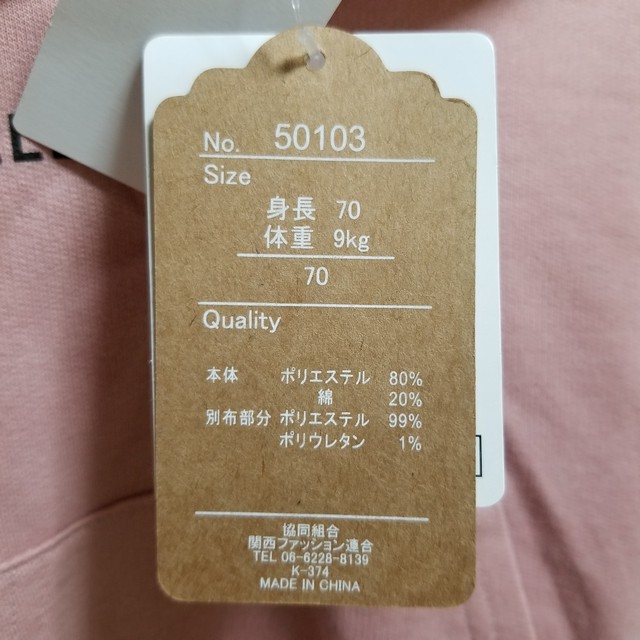 No. 50103
Size
身長 70
体重 9kg
70
Quality
本体 ポリエステル 80%
綿 20%
別布部分 ポリエステル 99%
ポリウレタン 1%
協同組合
関西ファッション連合
TEL 06-6228-8139
K-374
MADE IN CHINA